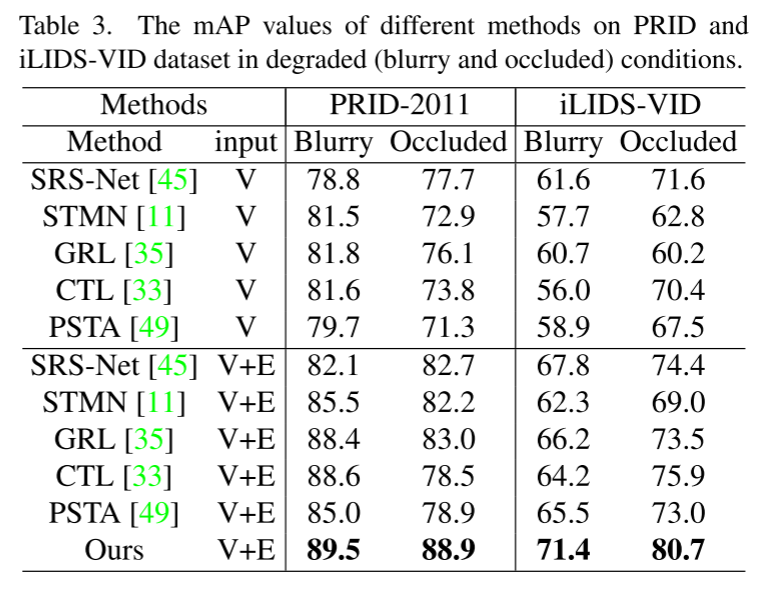 Table 3. The mAP values of different methods on PRID and
iLIDS-VID dataset in degraded (blurry and occluded) conditions.
Methods PRID-2011 iLIDS-VID
Method input Blurry Occluded Blurry Occluded
SRS-Net [45] V 78.8 77.7 61.6 71.6
STMN [11] V 81.5 72.9 57.7 62.8
GRL [35] V 81.8 76.1 60.7 60.2
CTL [33] V 81.6 73.8 56.0 70.4
PSTA [49] V 79.7 71.3 58.9 67.5
SRS-Net [45] V+E 82.1 82.7 67.8 74.4
STMN [11] V+E 85.5 82.2 62.3 69.0
GRL [35] V+E 88.4 83.0 66.2 73.5
CTL [33] V+E 88.6 78.5 64.2 75.9
PSTA [49] V+E 85.0 78.9 65.5 73.0
Ours V+E 89.5 88.9 71.4 80.7